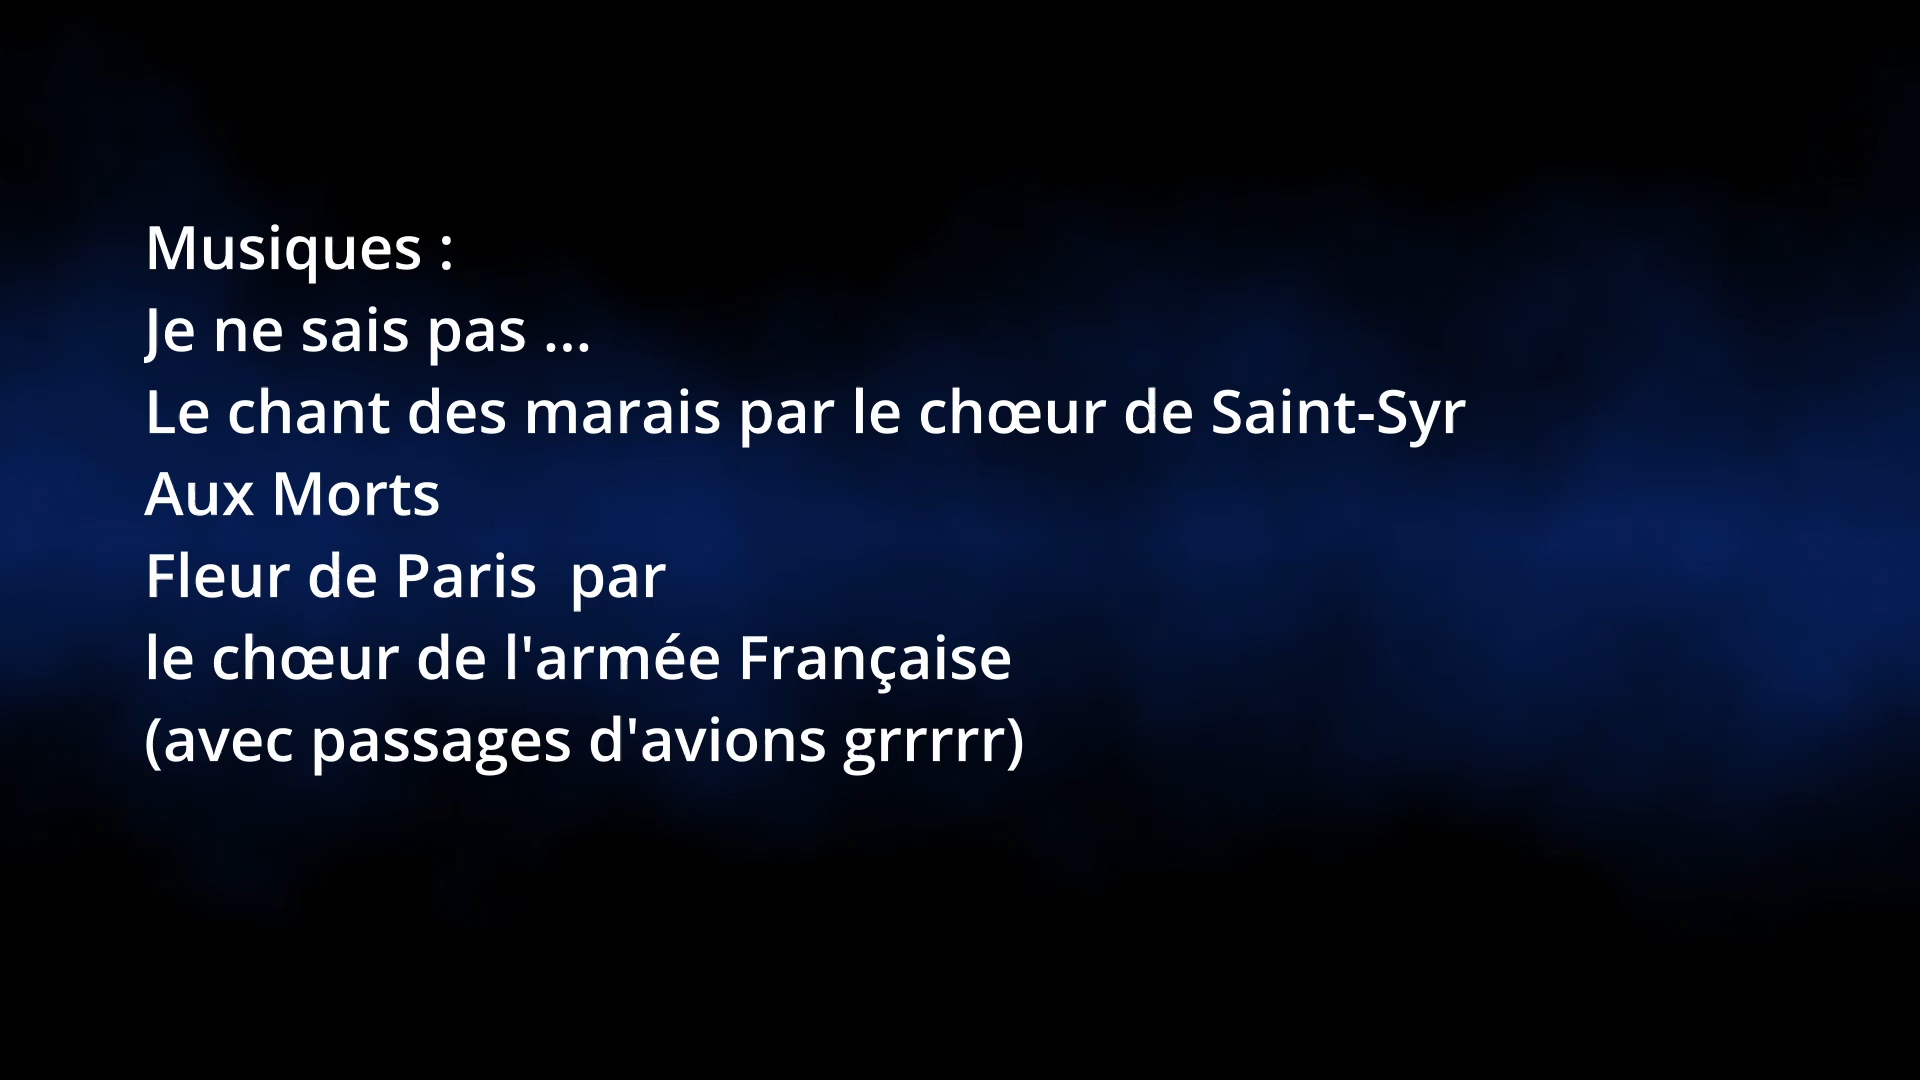 Musiques :
Je ne sais pas ...
Le chant des marais par le chœur de Saint-Syr
Aux Morts
Fleur de Paris  par
le chœur de l'armée Française
(avec passages d'avions grrrrr)